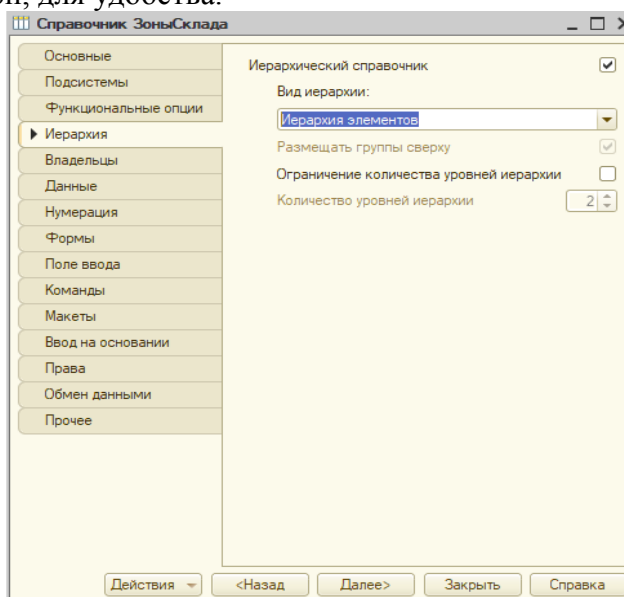 для удобства.
Справочник ЗоныСклада
Основные
Подсистемы
Функциональные опции
Иерархия
Владельцы
Данные
Нумерация
Формы
Поле ввода
Команды
Макеты
Ввод на основании
Права
Обмен данными
Прочее
Иерархический справочник
Вид иерархии:
Иерархия элементов
Размещать группы сверху
Ограничение количества уровней иерархии
Количество уровней иерархии 2
Действия <Назад Далее> Закрыть Справка